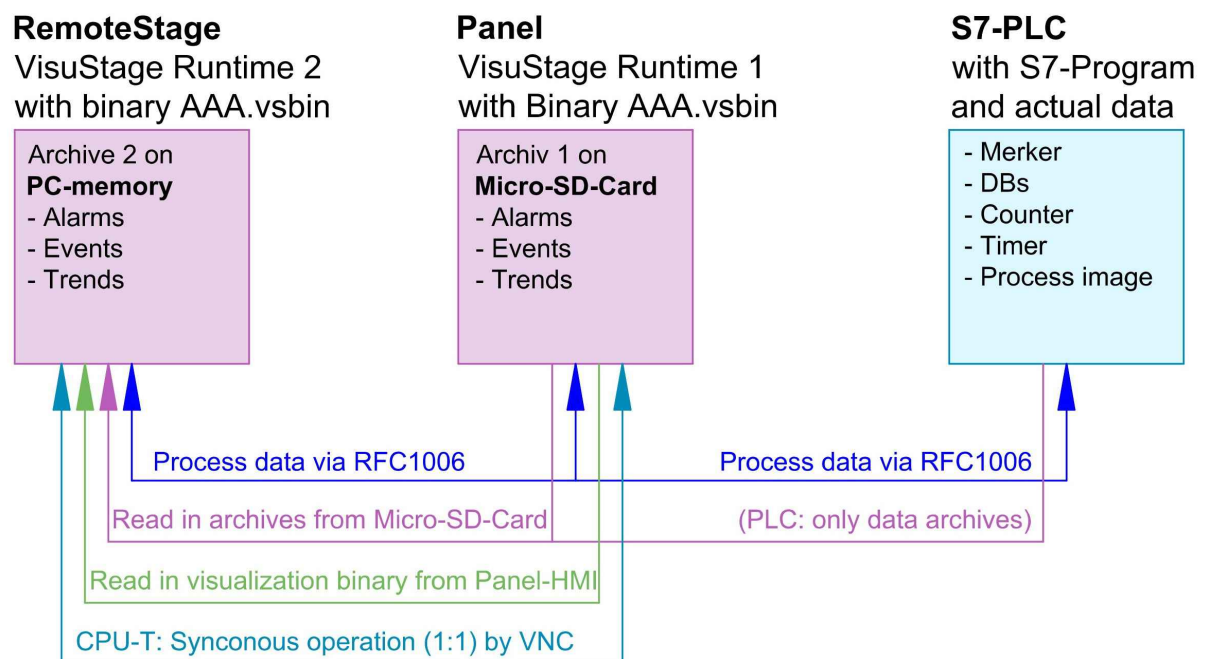 RemoteStage
VisuStage Runtime 2
with binary AAA.vsbin
Archive 2 on
PC-memory
- Alarms
- Events
- Trends
Panel
VisuStage Runtime 1
with Binary AAA.vsbin
Archiv 1 on
Micro-SD-Card
- Alarms
- Events
- Trends
S7-PLC
with S7-Program
and actual data
- Merker
- DBs
- Counter
- Timer
- Process image
Process data via RFC1006
Process data via RFC1006
Read in archives from Micro-SD-Card
(PLC: only data archives)
Read in visualization binary from Panel-HMI
CPU-T: Synconous operation (1:1) by VNC